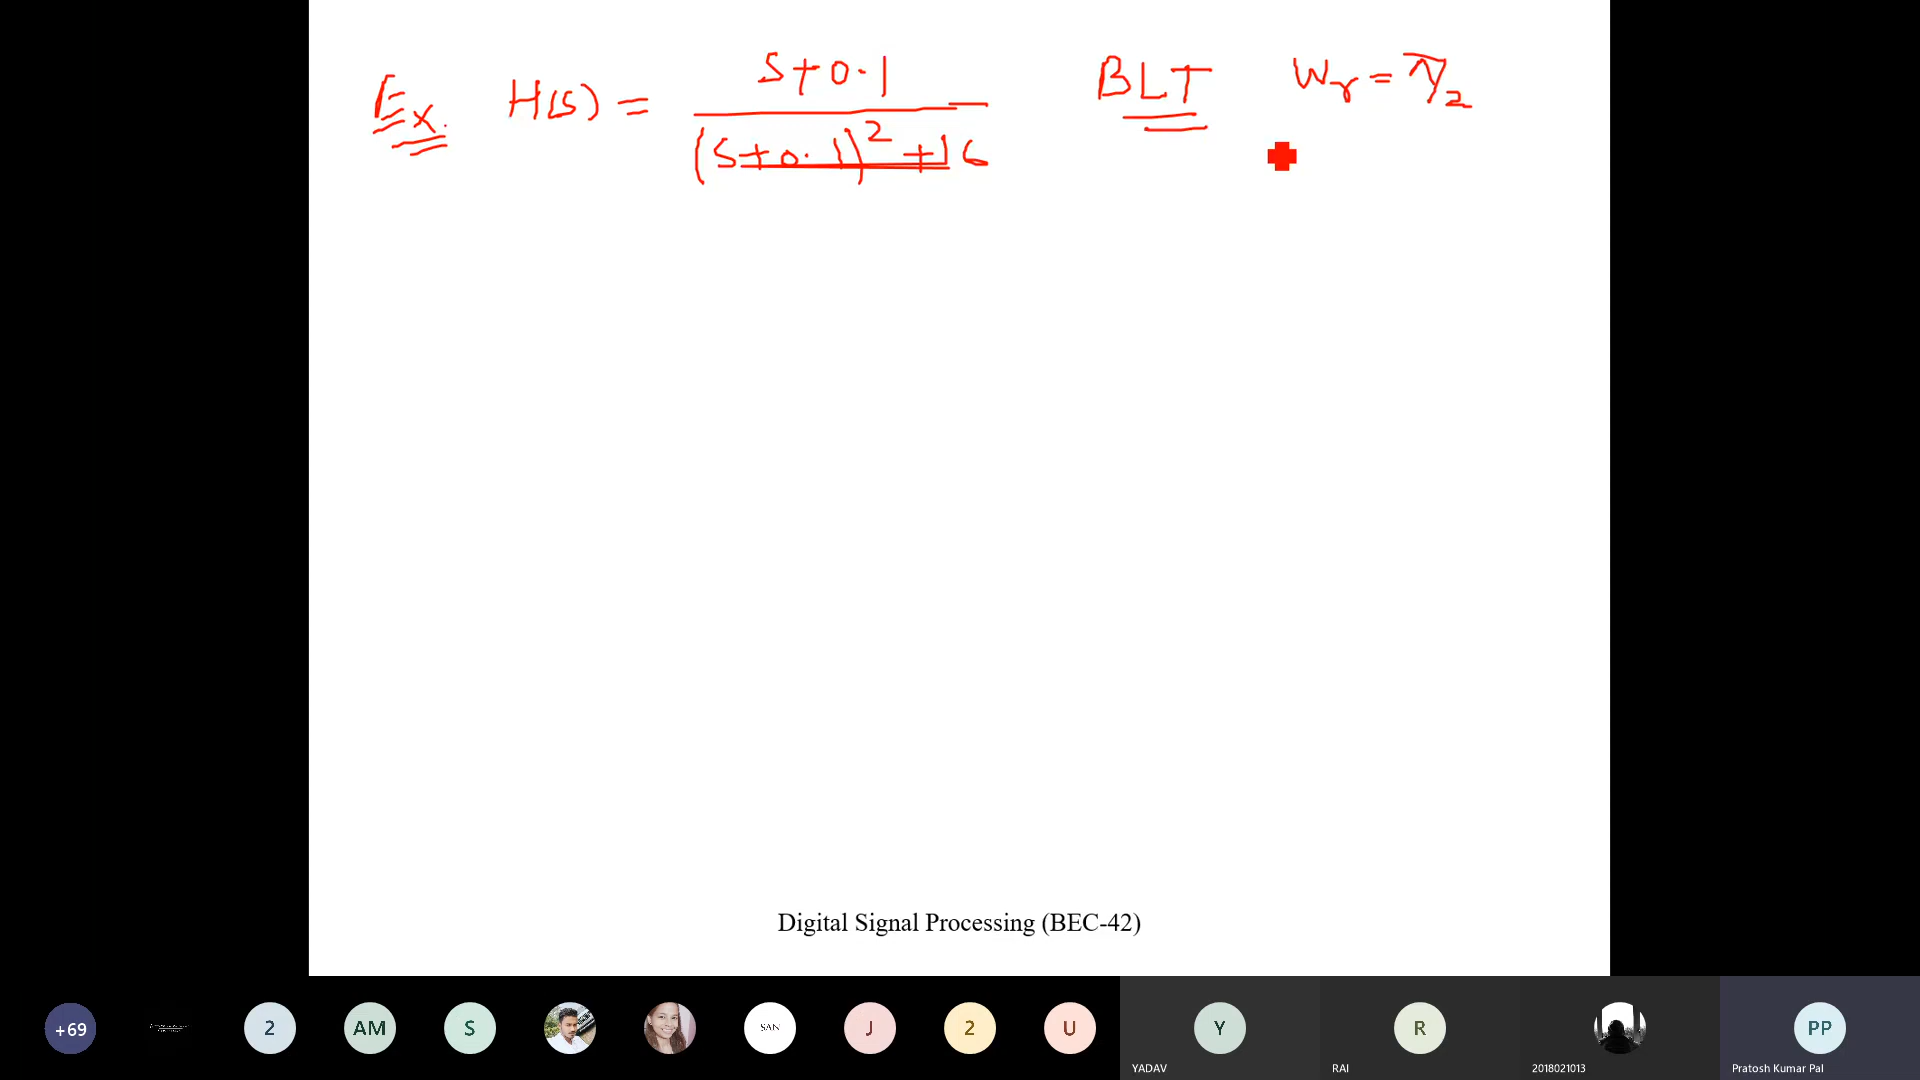 Ex. H(s) = s+0.1 / (s+0.1)² + 16 BLT ωr = π/2
Digital Signal Processing (BEC-42)
+69 2 AM S SAN J 2 U Y R PP
YADAV RAI 2018021013 Pratosh Kumar Pal